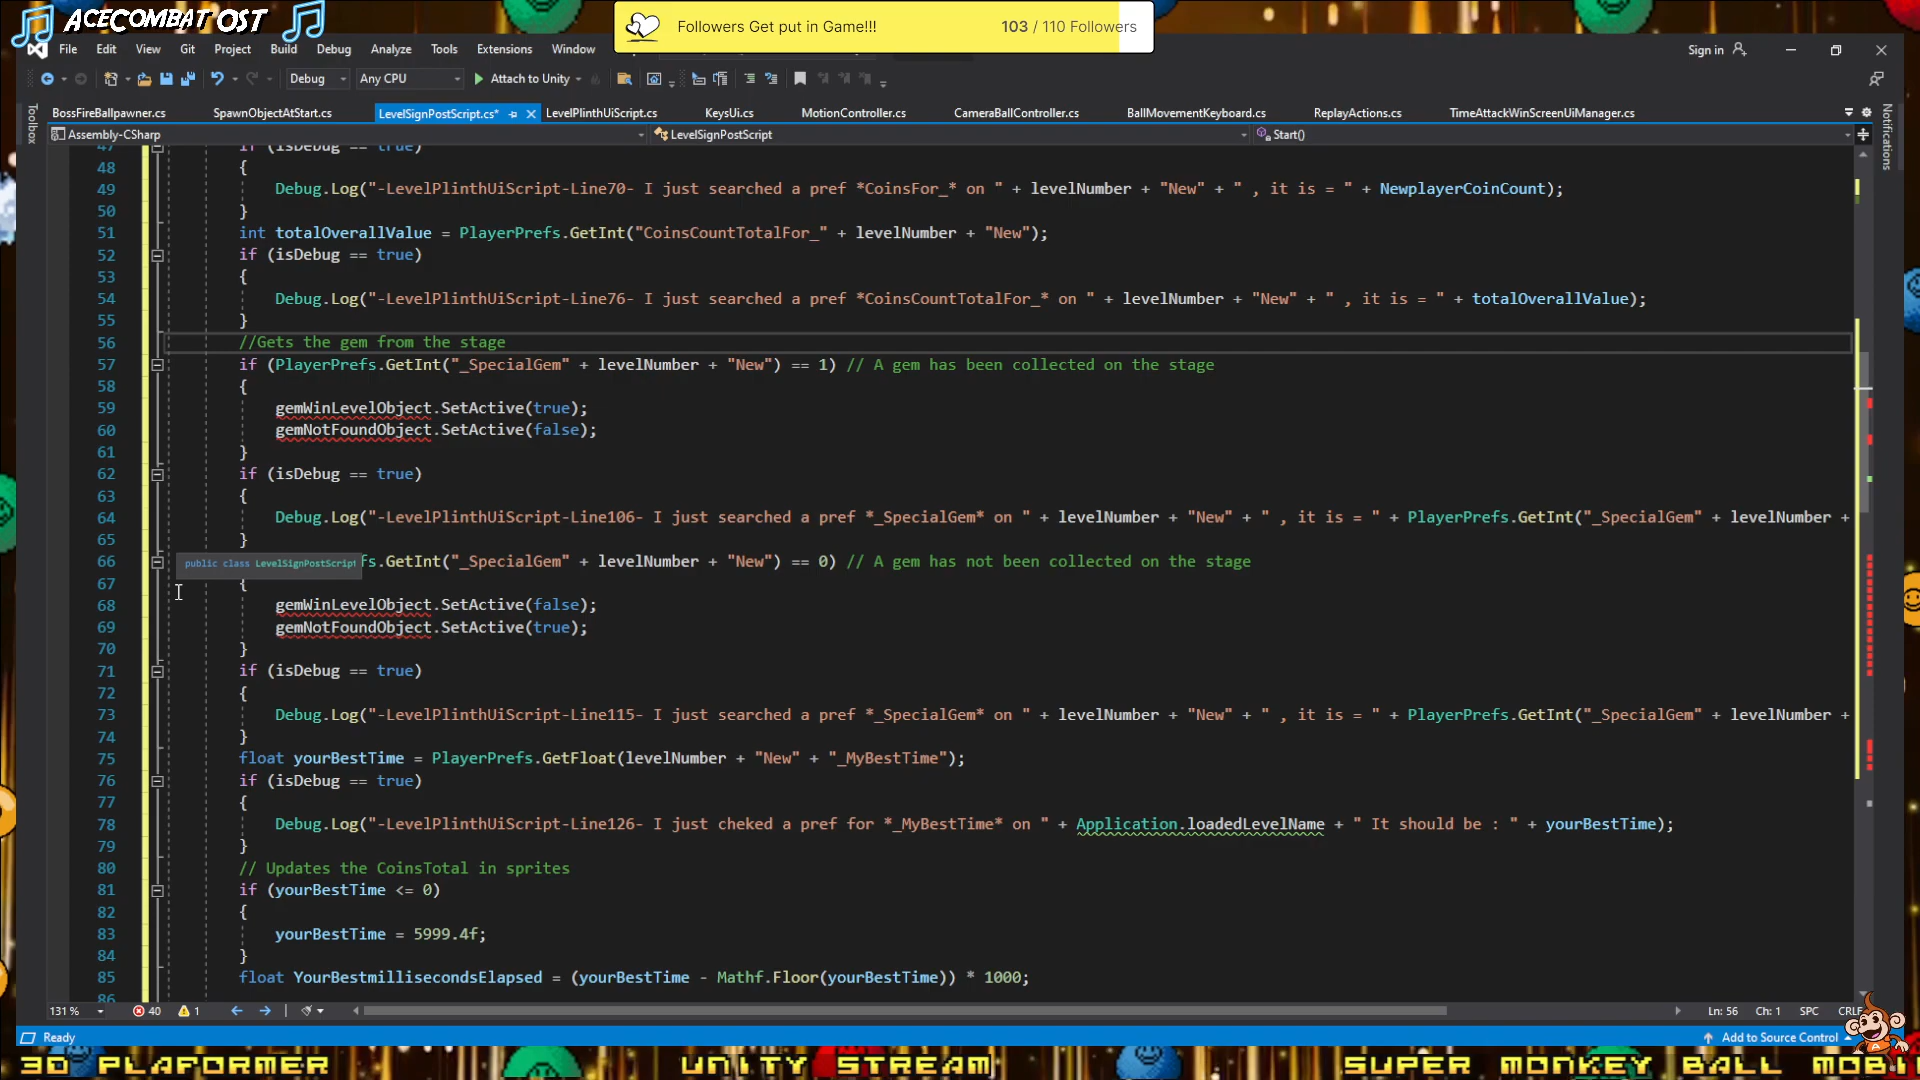 ACECOMBAT OST
Followers Get put in Game!!! 103 / 110 Followers
File Edit View Git Project Build Debug Analyze Tools Extensions Window
Sign in
Debug Any CPU Attach to Unity
Toolbox
Notifications
BossFireBallpawner.cs SpawnObjectAtStart.cs LevelSignPostScript.cs* LevelPlinthUiScript.cs KeysUi.cs MotionController.cs CameraBallController.cs BallMovementKeyboard.cs ReplayActions.cs TimeAttackWinScreenUiManager.cs
Assembly-CSharp LevelSignPostScript Start()
47 if (isDebug == true)
48 {
49 Debug.Log("-LevelPlinthUiScript-Line70- I just searched a pref *CoinsFor_* on " + levelNumber + "New" + " , it is = " + NewplayerCoinCount);
50 }
51 int totalOverallValue = PlayerPrefs.GetInt("CoinsCountTotalFor_" + levelNumber + "New");
52 if (isDebug == true)
53 {
54 Debug.Log("-LevelPlinthUiScript-Line76- I just searched a pref *CoinsCountTotalFor_* on " + levelNumber + "New" + " , it is = " + totalOverallValue);
55 }
56 //Gets the gem from the stage
57 if (PlayerPrefs.GetInt("_SpecialGem" + levelNumber + "New") == 1) // A gem has been collected on the stage
58 {
59 gemWinLevelObject.SetActive(true);
60 gemNotFoundObject.SetActive(false);
61 }
62 if (isDebug == true)
63 {
64 Debug.Log("-LevelPlinthUiScript-Line106- I just searched a pref *_SpecialGem* on " + levelNumber + "New" + " , it is = " + PlayerPrefs.GetInt("_SpecialGem" + levelNumber +
65 }
66 public class LevelSignPostScript fs.GetInt("_SpecialGem" + levelNumber + "New") == 0) // A gem has not been collected on the stage
67 {
68 gemWinLevelObject.SetActive(false);
69 gemNotFoundObject.SetActive(true);
70 }
71 if (isDebug == true)
72 {
73 Debug.Log("-LevelPlinthUiScript-Line115- I just searched a pref *_SpecialGem* on " + levelNumber + "New" + " , it is = " + PlayerPrefs.GetInt("_SpecialGem" + levelNumber +
74 }
75 float yourBestTime = PlayerPrefs.GetFloat(levelNumber + "New" + "_MyBestTime");
76 if (isDebug == true)
77 {
78 Debug.Log("-LevelPlinthUiScript-Line126- I just cheked a pref for *_MyBestTime* on " + Application.loadedLevelName + " It should be : " + yourBestTime);
79 }
80 // Updates the CoinsTotal in sprites
81 if (yourBestTime <= 0)
82 {
83 yourBestTime = 5999.4f;
84 }
85 float YourBestmillisecondsElapsed = (yourBestTime - Mathf.Floor(yourBestTime)) * 1000;
86
131 % 40 1 Ln: 56 Ch: 1 SPC CRLF
Ready Add to Source Control
3D PLAFORMER UNITY STREAM SUPER MONKEY BALL MOBI